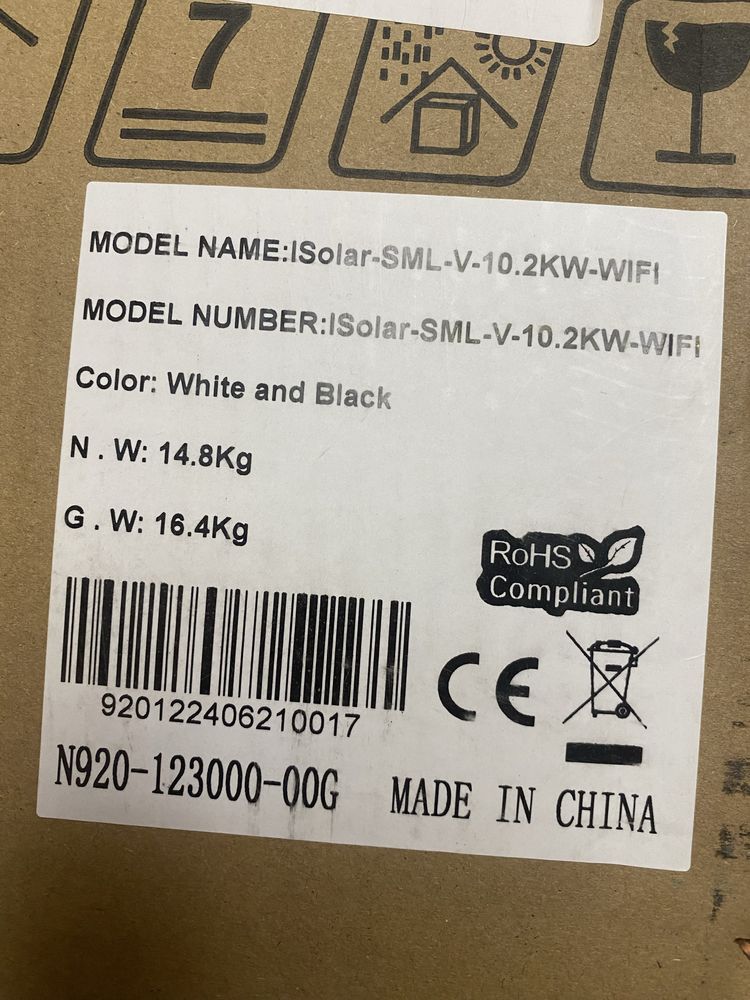 7
MODEL NAME:ISolar-SML-V-10.2KW-WIFI
MODEL NUMBER:ISolar-SML-V-10.2KW-WIFI
Color: White and Black
N . W: 14.8Kg
G . W: 16.4Kg
RoHS
Compliant
920122406210017
CE
N920-123000-00G MADE IN CHINA